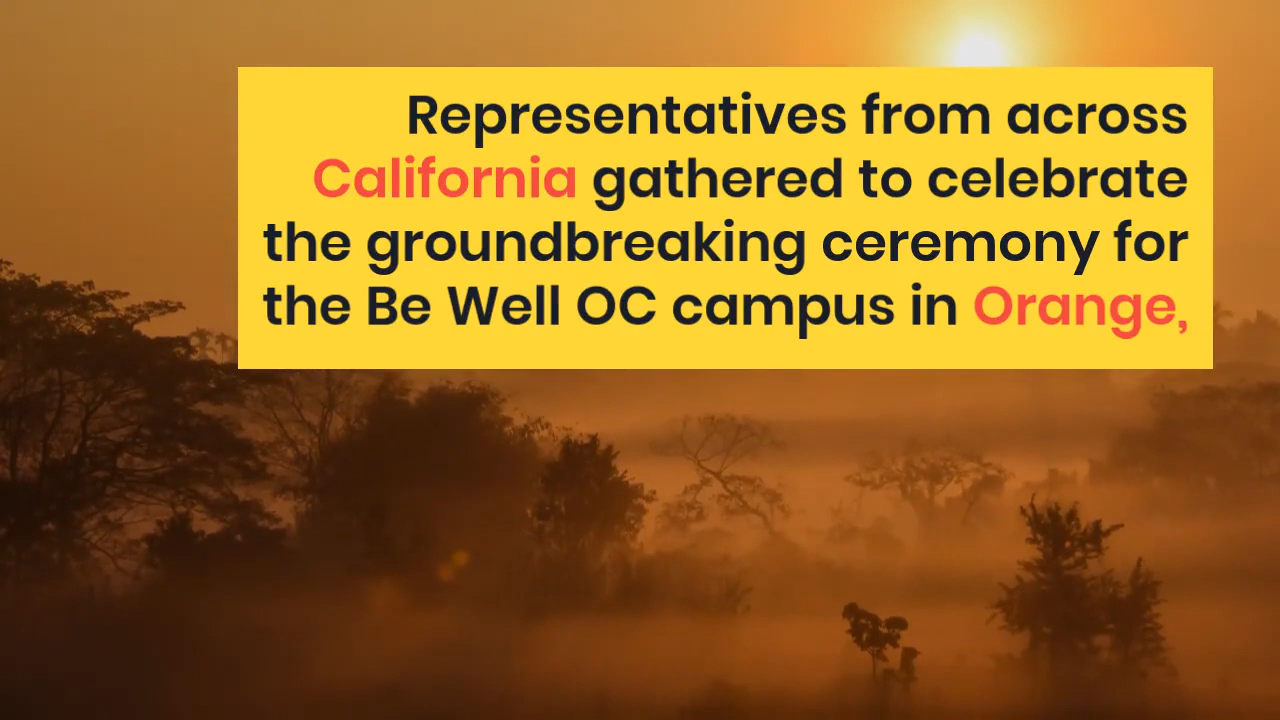 Representatives from across
California gathered to celebrate
the groundbreaking ceremony for
the Be Well OC campus in Orange,